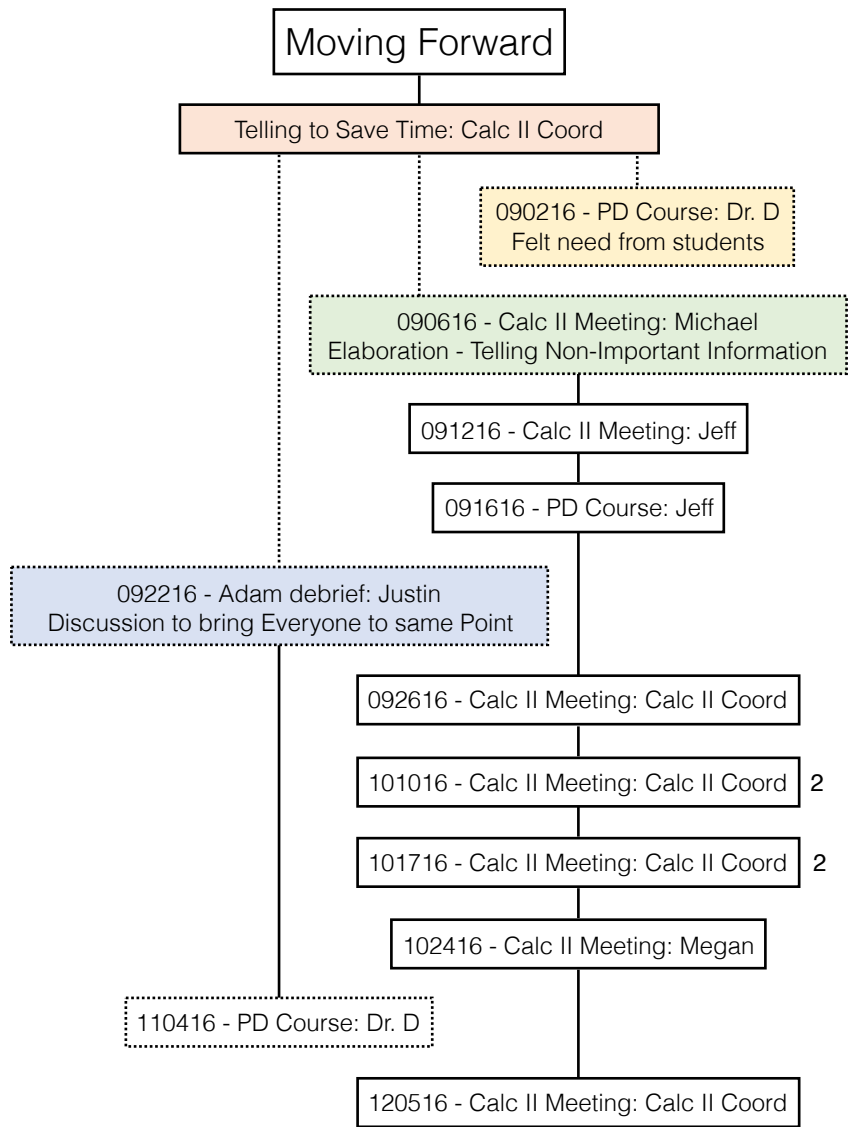 Moving Forward
Telling to Save Time: Calc II Coord
090216 - PD Course: Dr. D
Felt need from students
090616 - Calc II Meeting: Michael
Elaboration - Telling Non-Important Information
091216 - Calc II Meeting: Jeff
091616 - PD Course: Jeff
092216 - Adam debrief: Justin
Discussion to bring Everyone to same Point
092616 - Calc II Meeting: Calc II Coord
101016 - Calc II Meeting: Calc II Coord 2
101716 - Calc II Meeting: Calc II Coord 2
102416 - Calc II Meeting: Megan
110416 - PD Course: Dr. D
120516 - Calc II Meeting: Calc II Coord